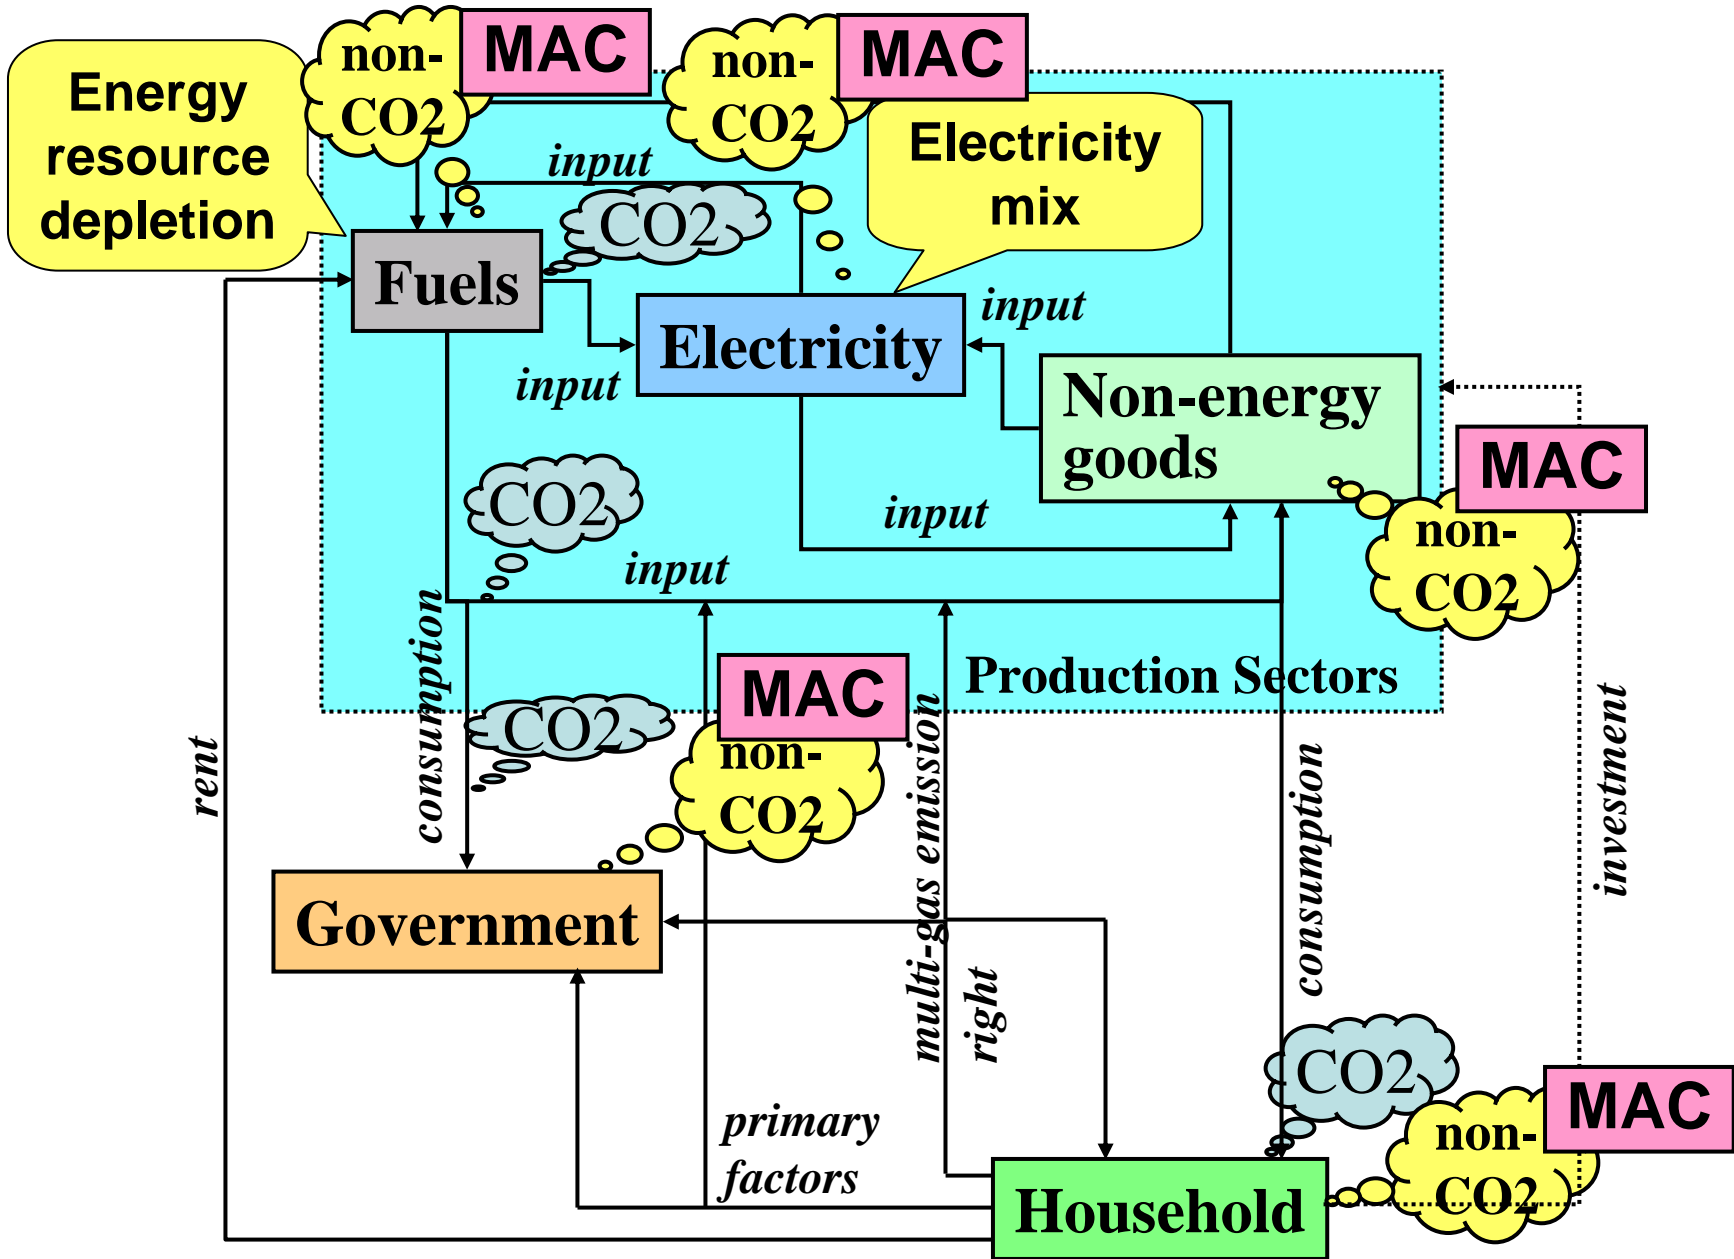 non-
CO2
MAC
non-
CO2
MAC
Energy
resource
depletion
Electricity
mix
input
CO2
Fuels
input
Electricity
input
Non-energy
goods
MAC
non-
CO2
CO2
input
input
consumption
Production Sectors
MAC
non-
CO2
CO2
rent
multi-gas emission
right
consumption
investment
Government
CO2
MAC
non-
CO2
primary
factors
Household